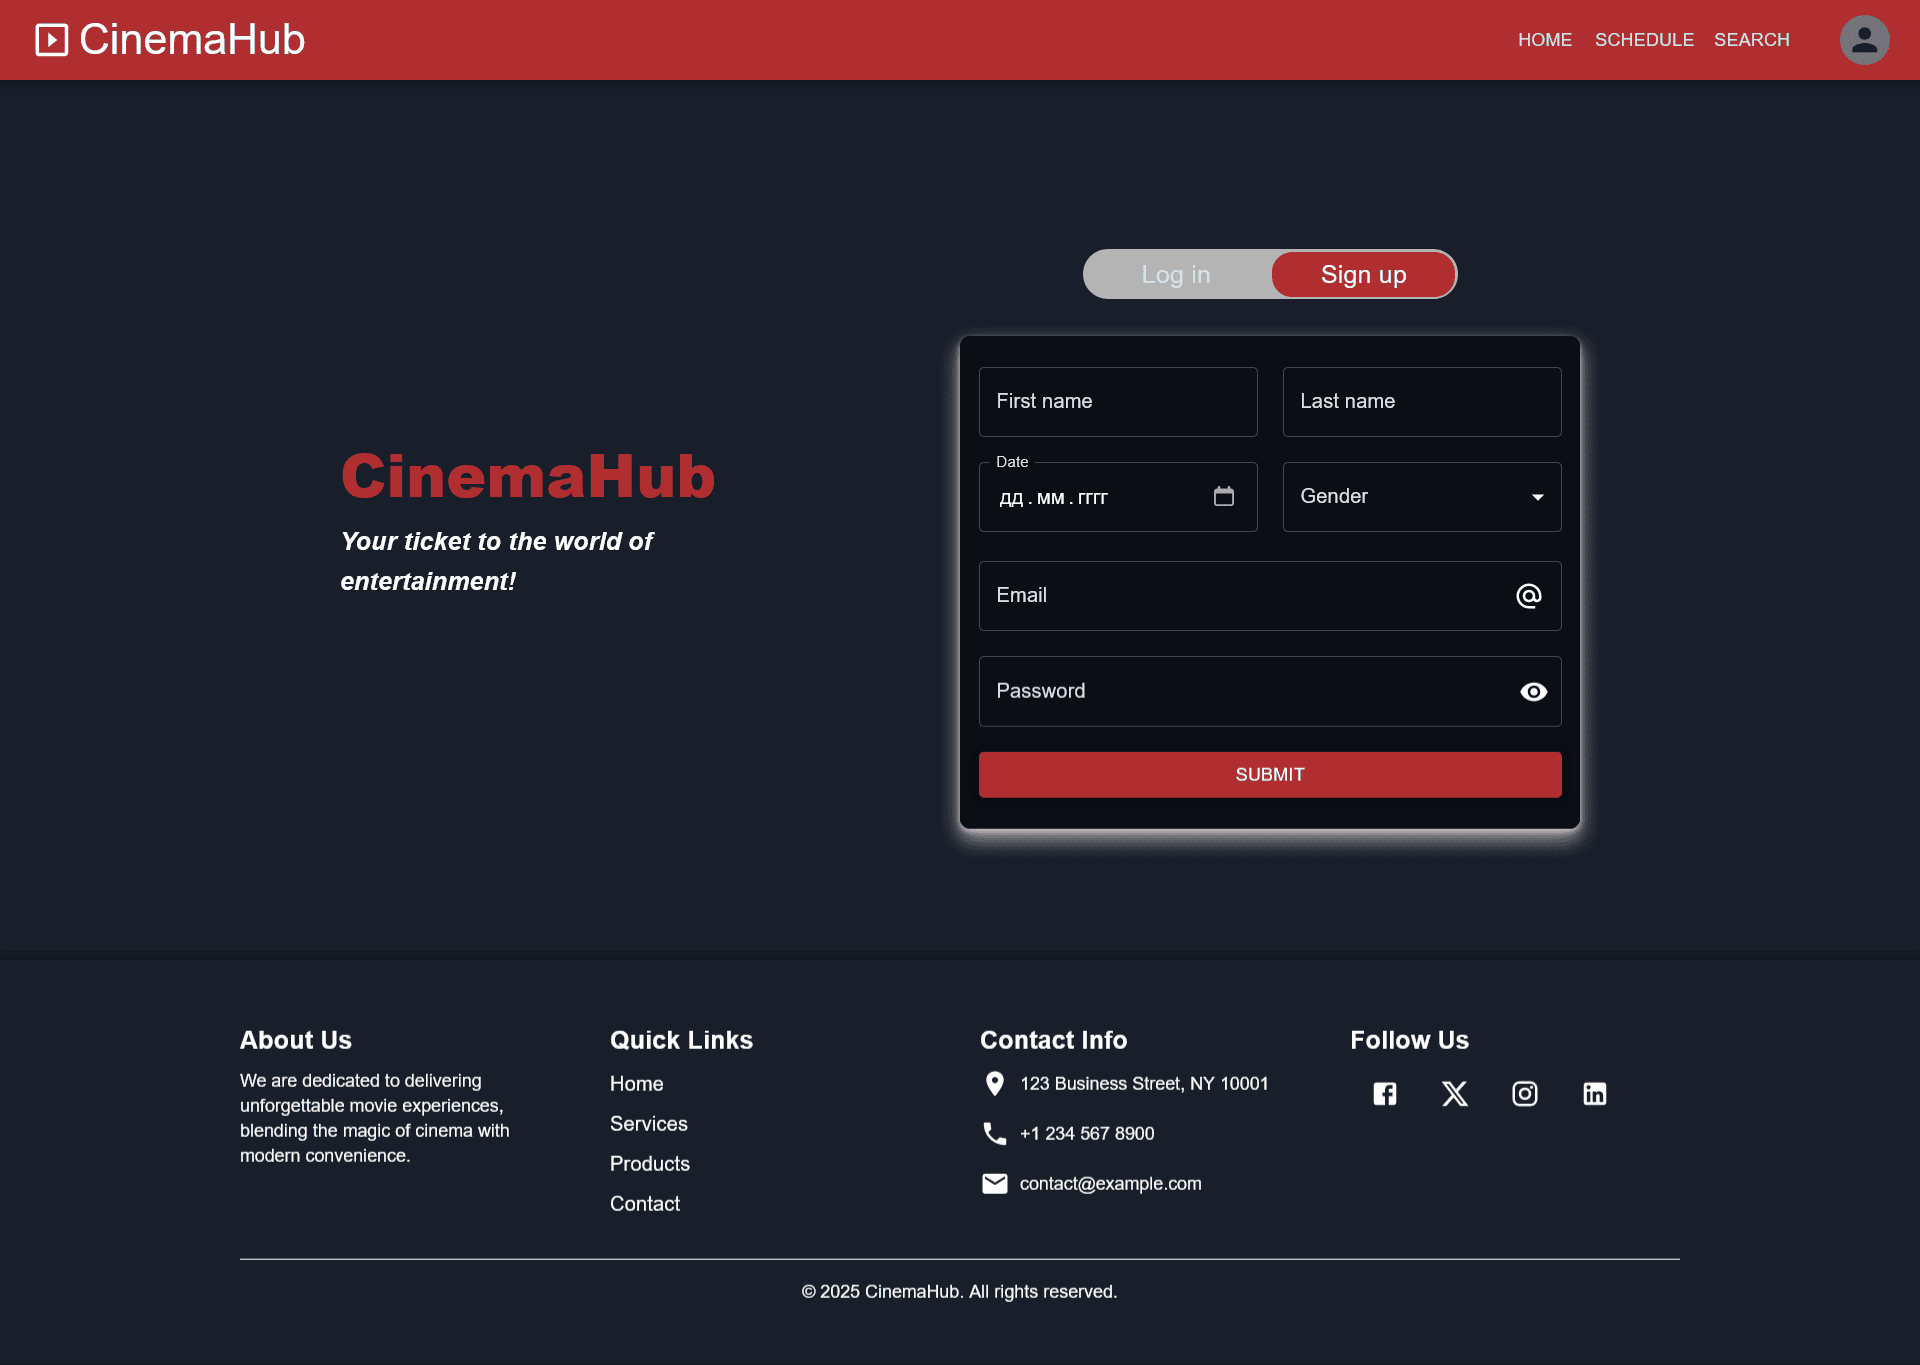 CinemaHub
HOME SCHEDULE SEARCH
Log in Sign up
CinemaHub
Your ticket to the world of
entertainment!
First name
Last name
Date
дд.мм.гггг
Gender
Email
Password
SUBMIT
About Us
We are dedicated to delivering
unforgettable movie experiences,
blending the magic of cinema with
modern convenience.
Quick Links
Home
Services
Products
Contact
Contact Info
123 Business Street, NY 10001
+1 234 567 8900
contact@example.com
Follow Us
© 2025 CinemaHub. All rights reserved.